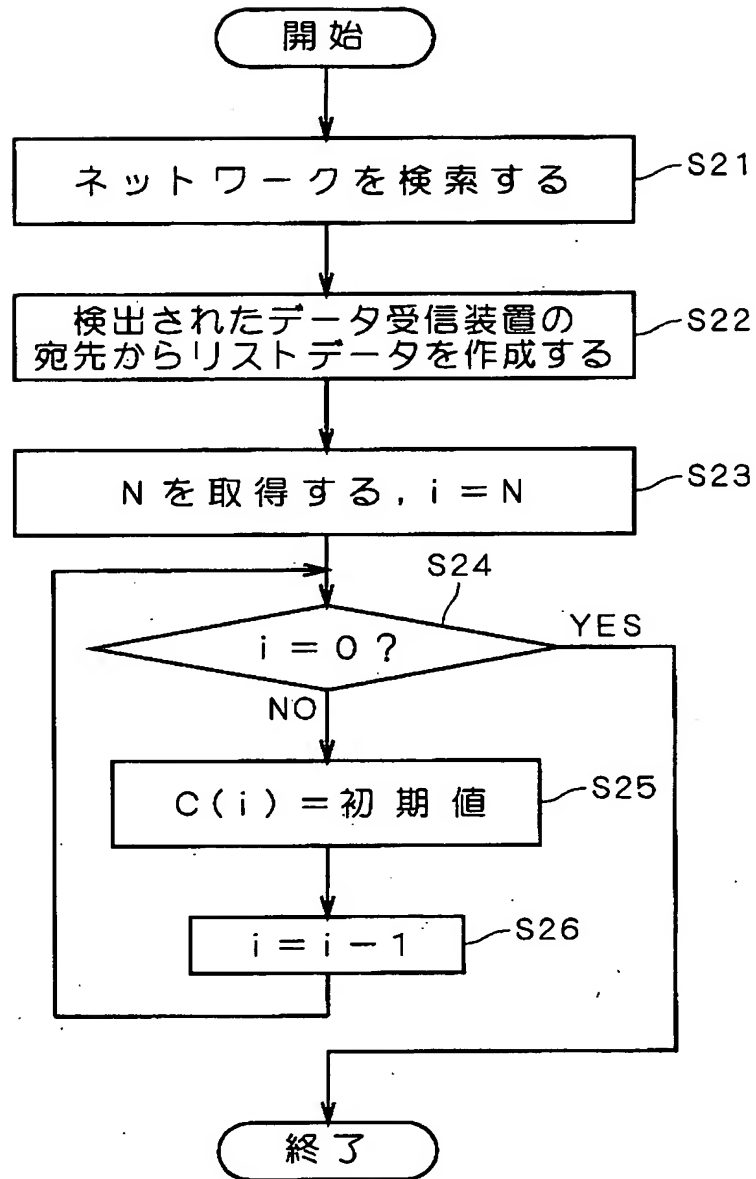 開始
ネットワークを検索する
S21
検出されたデータ受信装置の
宛先からリストデータを作成する
S22
Nを取得する,i=N
S23
S24
i=0?
YES
NO
C(i)=初期値
S25
i=i-1
S26
終了